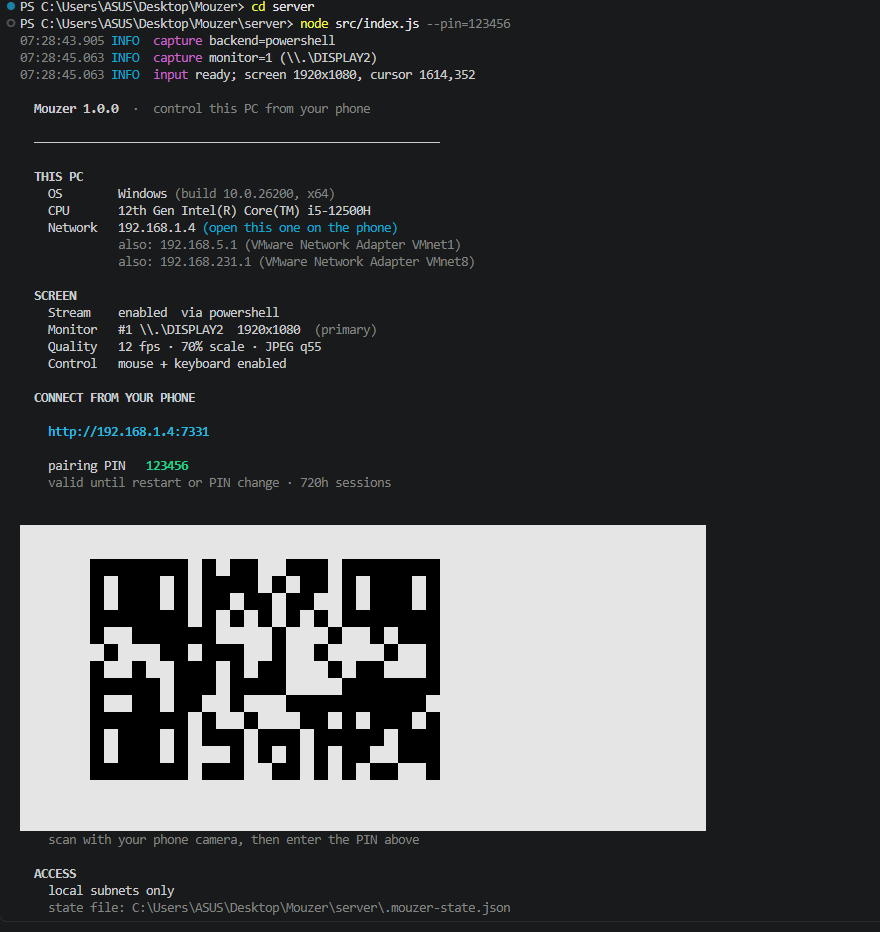 PS C:\Users\ASUS\Desktop\Mouzer> cd server
PS C:\Users\ASUS\Desktop\Mouzer\server> node src/index.js --pin=123456
07:28:43.905 INFO  capture backend=powershell
07:28:45.063 INFO  capture monitor=1 (\\.\DISPLAY2)
07:28:45.063 INFO  input ready; screen 1920x1080, cursor 1614,352
Mouzer 1.0.0  ·  control this PC from your phone
THIS PC
OS      Windows (build 10.0.26200, x64)
CPU     12th Gen Intel(R) Core(TM) i5-12500H
Network   192.168.1.4 (open this one on the phone)
also: 192.168.5.1 (VMware Network Adapter VMnet1)
also: 192.168.231.1 (VMware Network Adapter VMnet8)
SCREEN
Stream    enabled  via powershell
Monitor   #1 \\.\DISPLAY2  1920x1080  (primary)
Quality   12 fps · 70% scale · JPEG q55
Control   mouse + keyboard enabled
CONNECT FROM YOUR PHONE
http://192.168.1.4:7331
pairing PIN   123456
valid until restart or PIN change · 720h sessions
scan with your phone camera, then enter the PIN above
ACCESS
local subnets only
state file: C:\Users\ASUS\Desktop\Mouzer\server\.mouzer-state.json